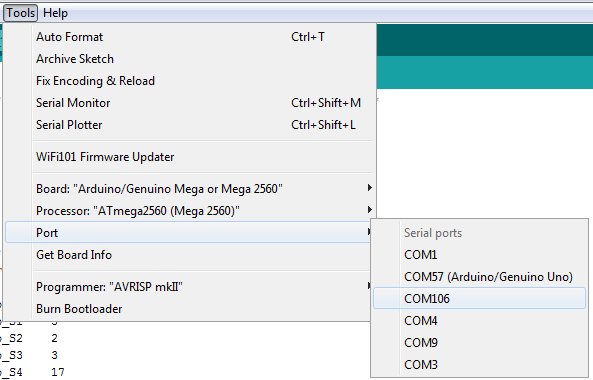 Tools Help
Auto Format Ctrl+T
Archive Sketch
Fix Encoding & Reload
Serial Monitor Ctrl+Shift+M
Serial Plotter Ctrl+Shift+L
WiFi101 Firmware Updater
Board: "Arduino/Genuino Mega or Mega 2560"
Processor: "ATmega2560 (Mega 2560)"
Port
Get Board Info
Programmer: "AVRISP mkII"
Burn Bootloader
Serial ports
COM1
COM57 (Arduino/Genuino Uno)
COM106
COM4
COM9
COM3
_S2 2
_S3 3
_S4 17